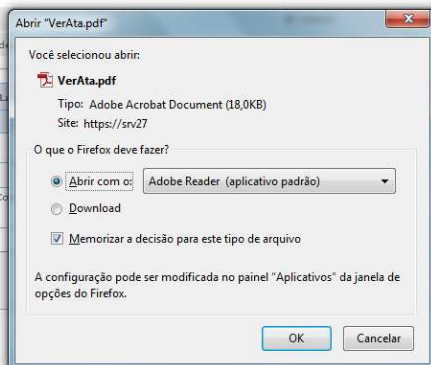 Abrir "VerAta.pdf"
Você selecionou abrir:
VerAta.pdf
Tipo: Adobe Acrobat Document (18,0KB)
Site: https://srv27
O que o Firefox deve fazer?
Abrir com o: Adobe Reader (aplicativo padrão)
Download
Memorizar a decisão para este tipo de arquivo
A configuração pode ser modificada no painel "Aplicativos" da janela de
opções do Firefox.
OK Cancelar